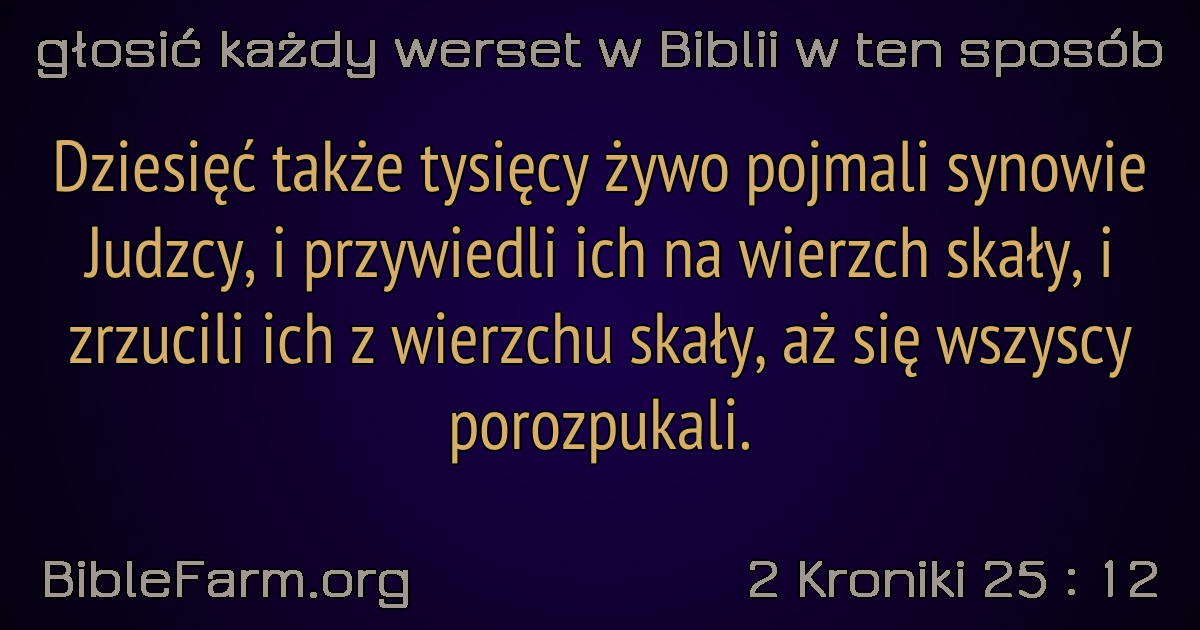 głosić każdy werset w Biblii w ten sposób
Dziesięć także tysięcy żywo pojmali synowie
Judzcy, i przywiedli ich na wierzch skały, i
zrzucili ich z wierzchu skały, aż się wszyscy
porozpukali.
BibleFarm.org
2 Kroniki 25 : 12